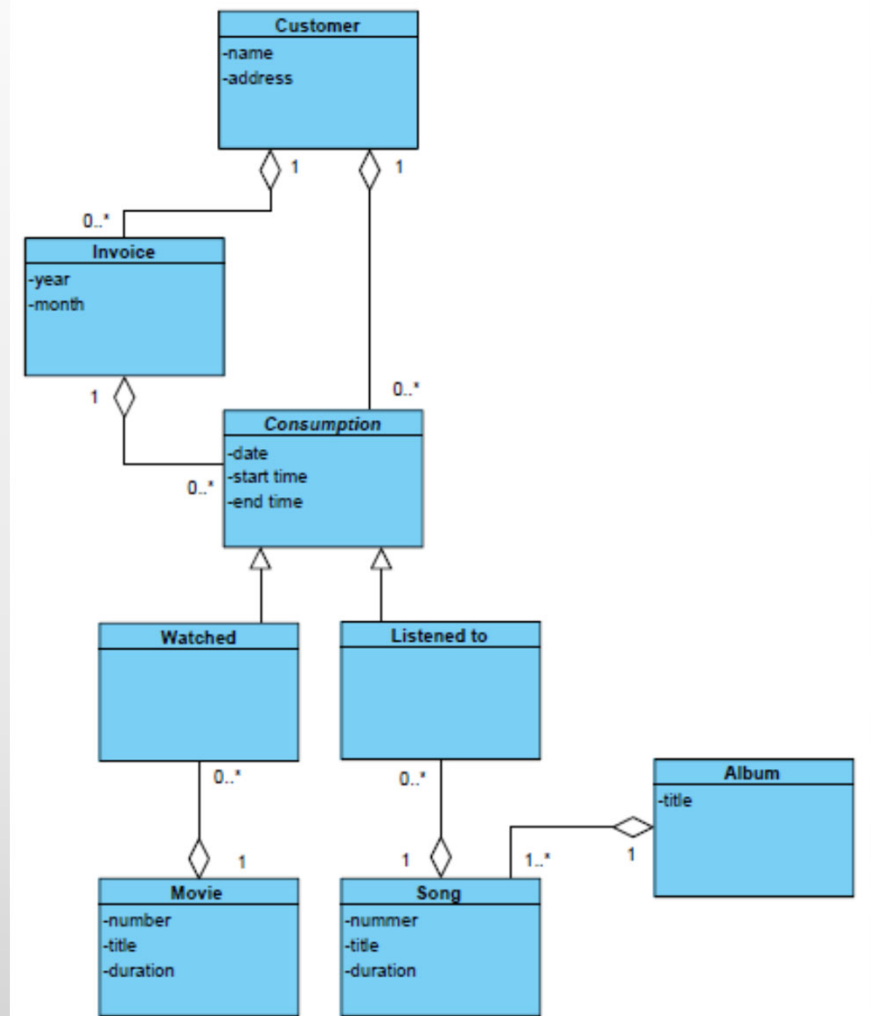 Customer
-name
-address
1
1
0..*
Invoice
-year
-month
1
0..*
Consumption
-date
-start time
-end time
0..*
Watched
Listened to
0..*
0..*
Album
-title
1
1
1..*
1
Movie
-number
-title
-duration
Song
-nummer
-title
-duration